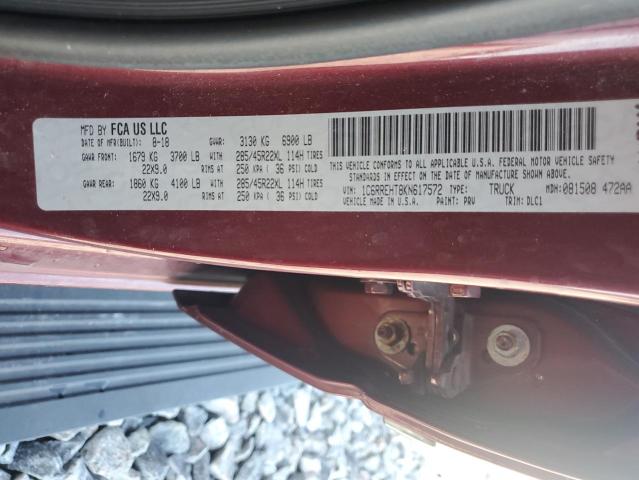 MFD BY FCA US LLC
DATE OF MFR(BUILT): 8-18 GVWR: 3130 KG 6900 LB
GAWR FRONT: 1679 KG 3700 LB WITH 285/45R22XL 114H TIRES
22X9.0 RIMS AT 250 KPA ( 36 PSI) COLD
GAWR REAR: 1860 KG 4100 LB WITH 285/45R22XL 114H TIRES
22X9.0 RIMS AT 250 KPA ( 36 PSI) COLD
THIS VEHICLE CONFORMS TO ALL APPLICABLE U.S.A. FEDERAL MOTOR VEHICLE SAFETY
STANDARDS IN EFFECT ON THE DATE OF MANUFACTURE SHOWN ABOVE.
VIN: 1C6RREHT8KN617572 TYPE: TRUCK MDH: 081508 472AA
VEHICLE MADE IN U.S.A. PAINT: PRV TRIM: DLC1